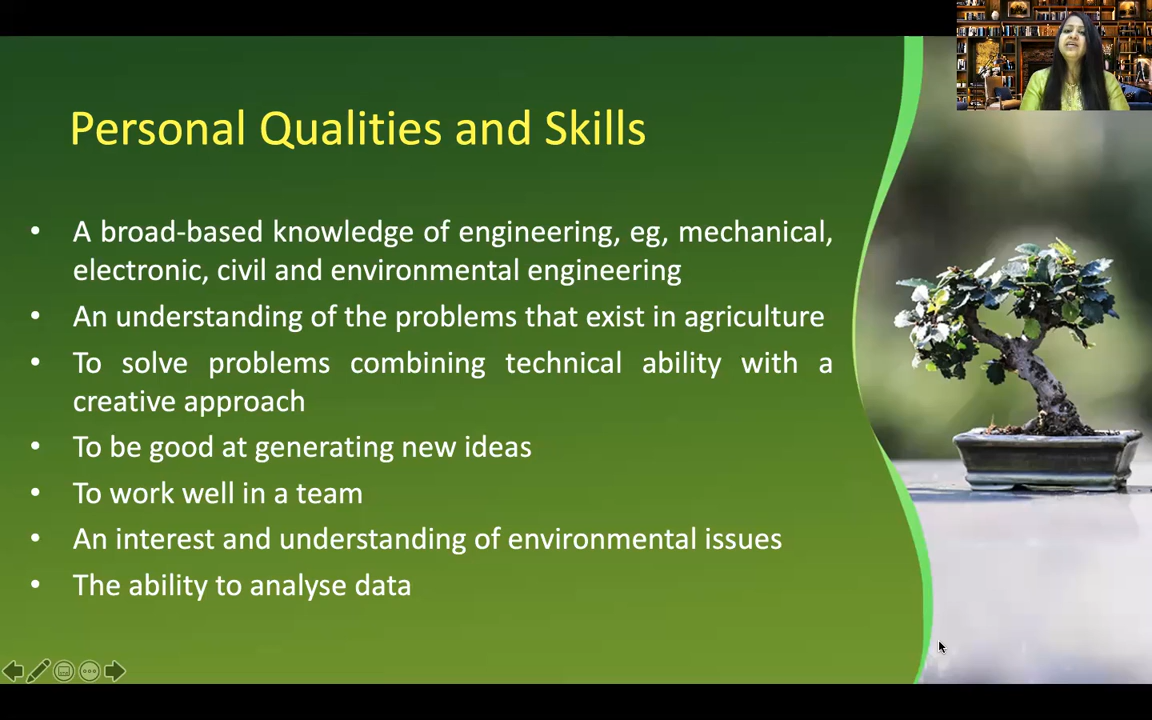 Personal Qualities and Skills
• A broad-based knowledge of engineering, eg, mechanical,
electronic, civil and environmental engineering
• An understanding of the problems that exist in agriculture
• To solve problems combining technical ability with a
creative approach
• To be good at generating new ideas
• To work well in a team
• An interest and understanding of environmental issues
• The ability to analyse data